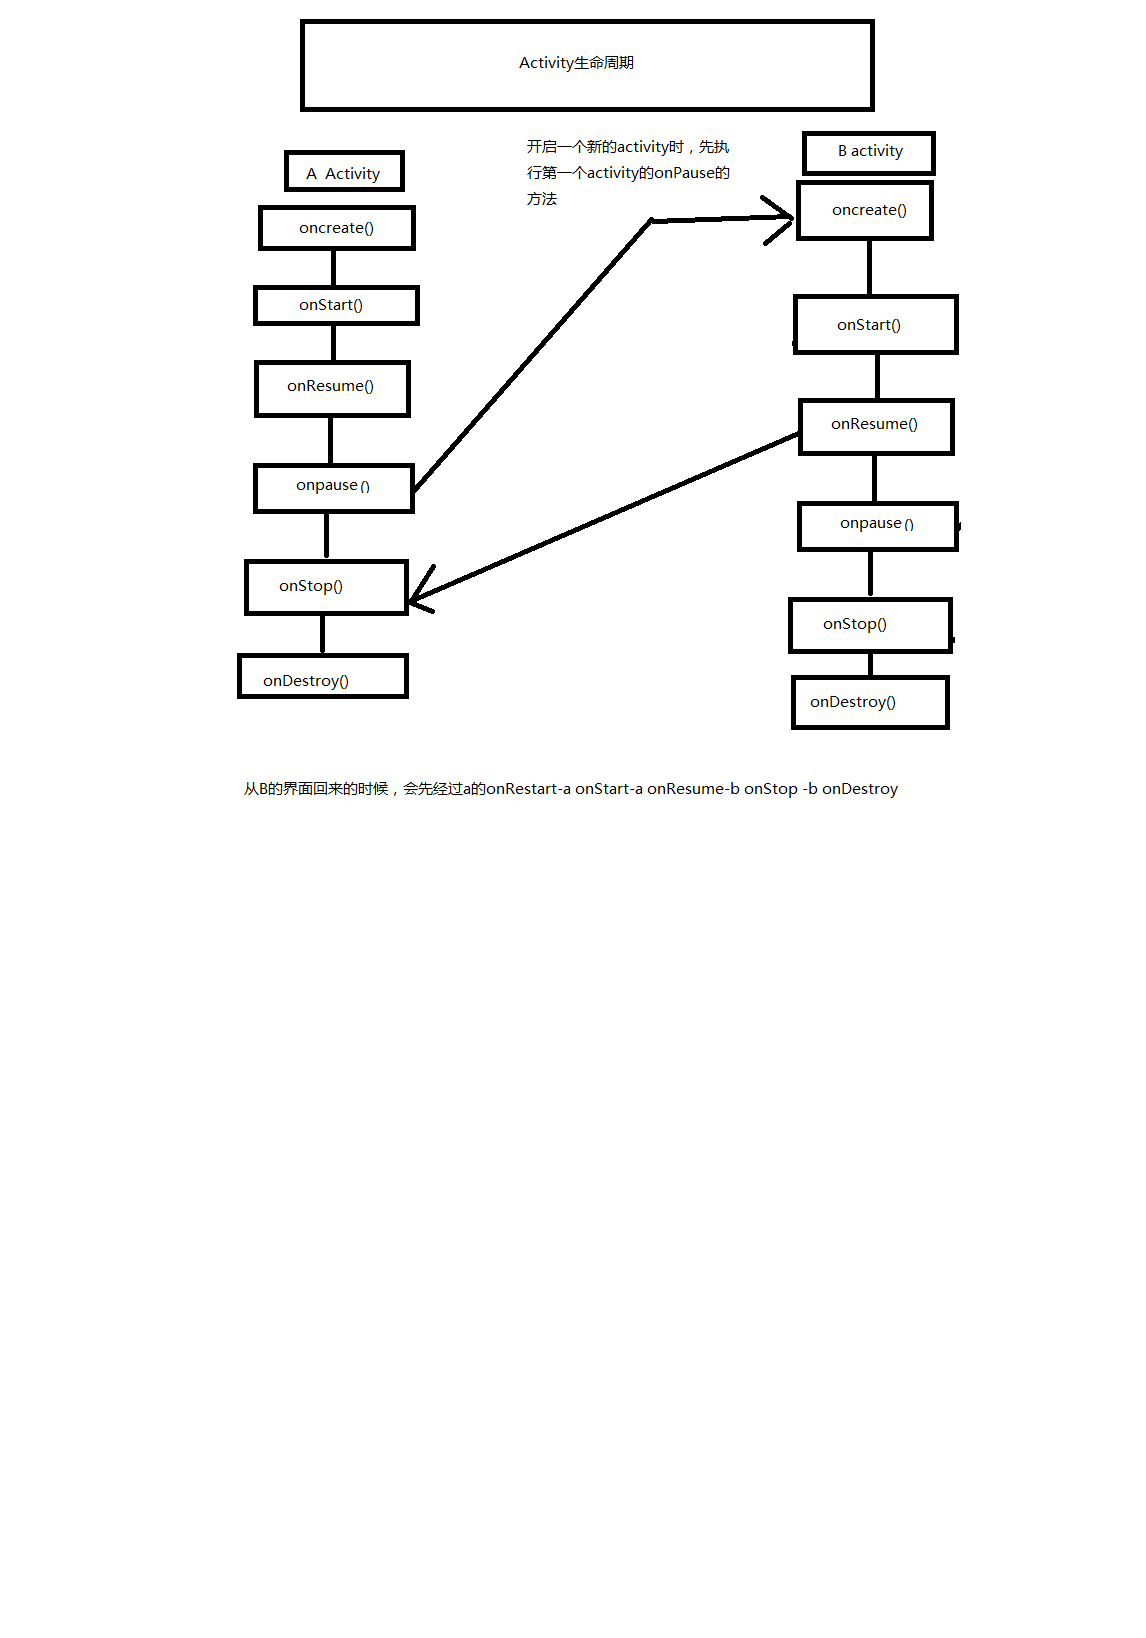 Activity生命周期
开启一个新的activity时，先执
行第一个activity的onPause的
方法
A  Activity
oncreate()
onStart()
onResume()
onpause()
onStop()
onDestroy()
B activity
oncreate()
onStart()
onResume()
onpause()
onStop()
onDestroy()
从B的界面回来的时候，会先经过a的onRestart-a onStart-a onResume-b onStop -b onDestroy